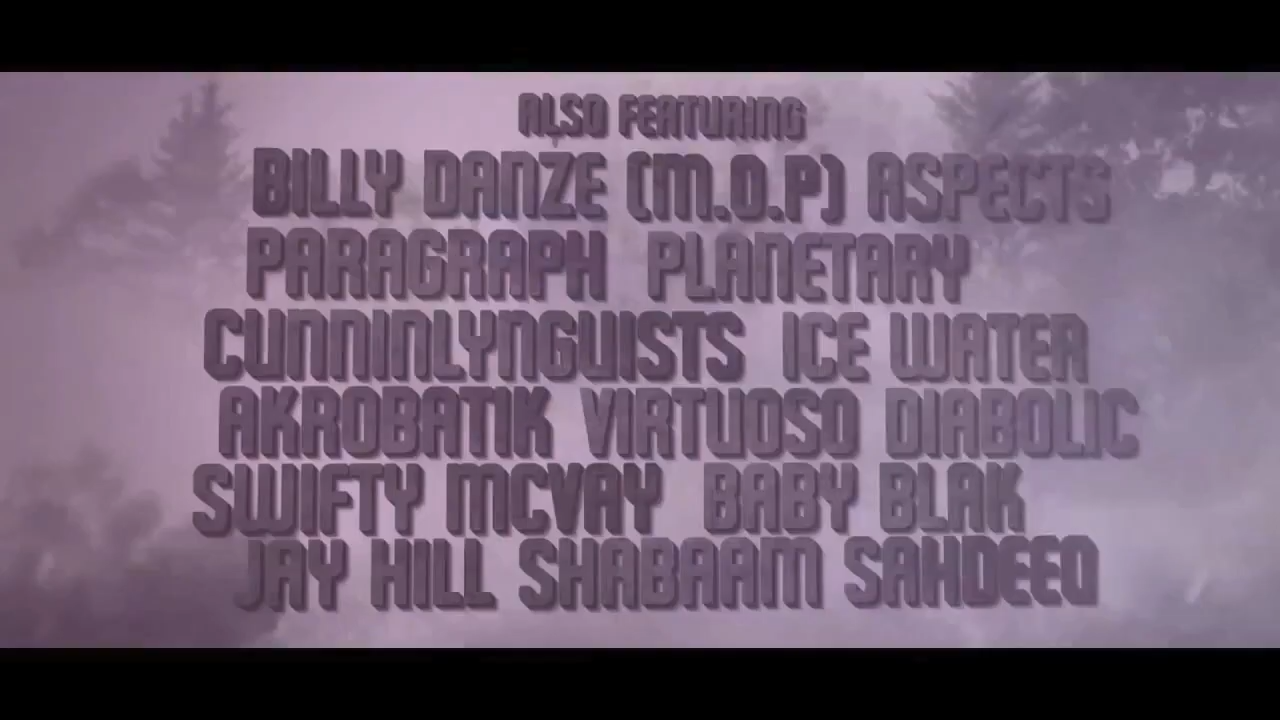 ALSO FEATURING
BILLY DANZE (M.O.P) ASPECTS
PARAGRAPH PLANETARY
CUNNINLYNGUISTS ICE WATER
AKROBATIK VIRTUOSO DIABOLIC
SWIFTY MCVAY BABY BLAK
JAY HILL SHABAAM SAHDEEQ